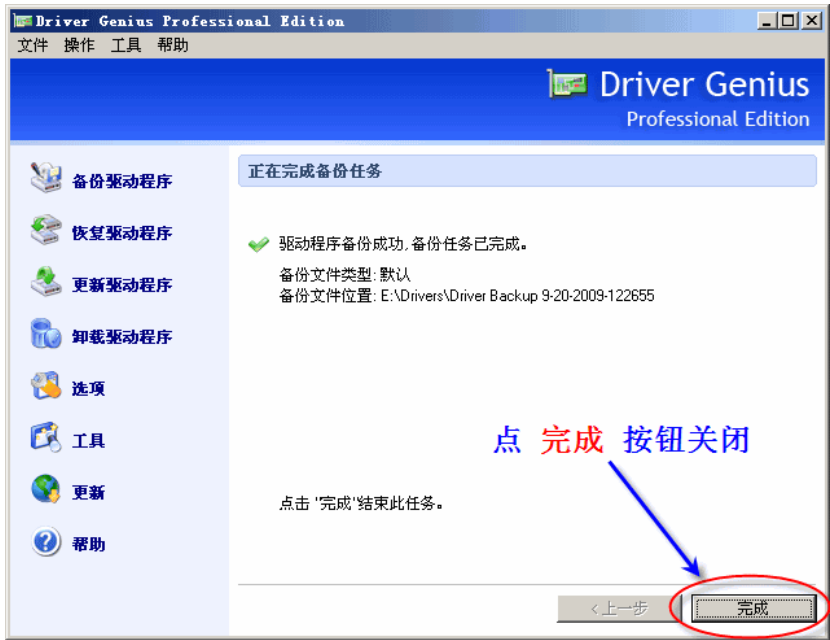 Driver Genius Professional Edition
文件 操作 工具 帮助
Driver Genius
Professional Edition
备份驱动程序
恢复驱动程序
更新驱动程序
卸载驱动程序
选项
工具
更新
帮助
正在完成备份任务
驱动程序备份成功,备份任务已完成。
备份文件类型:默认
备份文件位置: E:\Drivers\Driver Backup 9-20-2009-122655
点 完成 按钮关闭
点击 '完成'结束此任务。
<上一步
完成